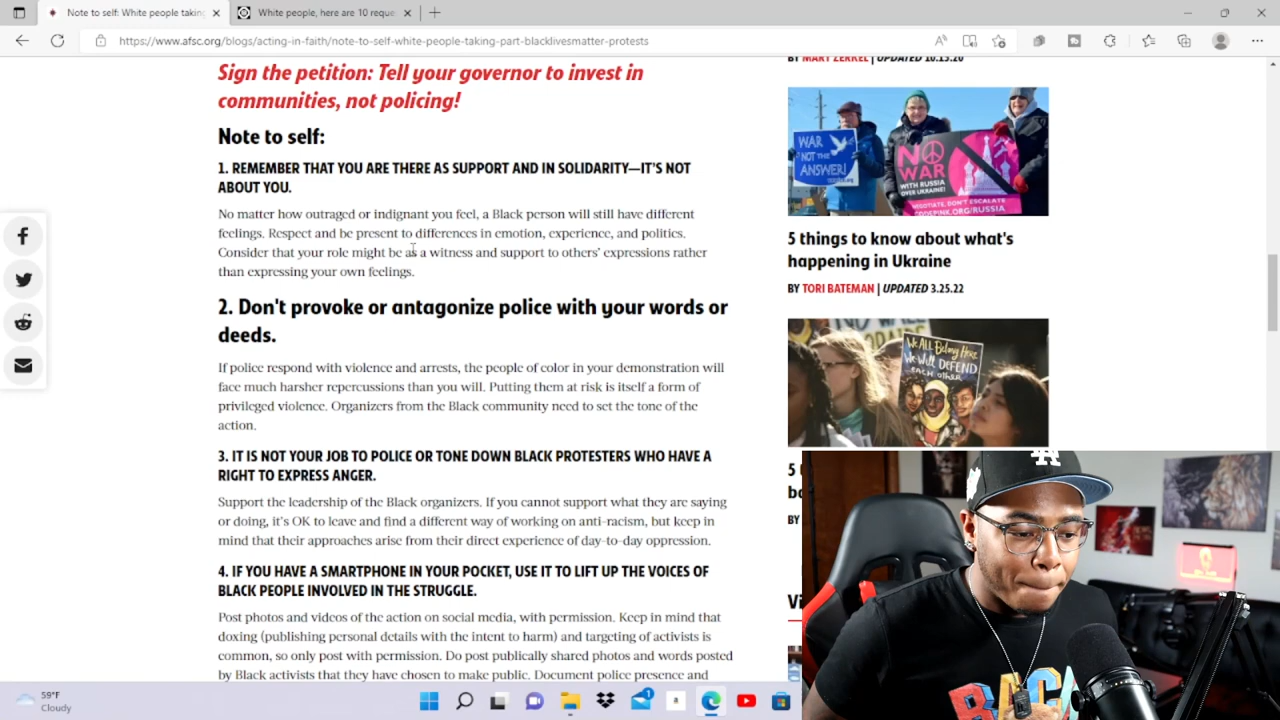 Note to self: White people taking
White people, here are 10 reque
https://www.afsc.org/blogs/acting-in-faith/note-to-self-white-people-taking-part-blacklivesmatter-protests
Sign the petition: Tell your governor to invest in
communities, not policing!
Note to self:
1. REMEMBER THAT YOU ARE THERE AS SUPPORT AND IN SOLIDARITY—IT'S NOT
ABOUT YOU.
No matter how outraged or indignant you feel, a Black person will still have different
feelings. Respect and be present to differences in emotion, experience, and politics.
Consider that your role might be as a witness and support to others' expressions rather
than expressing your own feelings.
2. Don't provoke or antagonize police with your words or
deeds.
If police respond with violence and arrests, the people of color in your demonstration will
face much harsher repercussions than you will. Putting them at risk is itself a form of
privileged violence. Organizers from the Black community need to set the tone of the
action.
3. IT IS NOT YOUR JOB TO POLICE OR TONE DOWN BLACK PROTESTERS WHO HAVE A
RIGHT TO EXPRESS ANGER.
Support the leadership of the Black organizers. If you cannot support what they are saying
or doing, it's OK to leave and find a different way of working on anti-racism, but keep in
mind that their approaches arise from their direct experience of day-to-day oppression.
4. IF YOU HAVE A SMARTPHONE IN YOUR POCKET, USE IT TO LIFT UP THE VOICES OF
BLACK PEOPLE INVOLVED IN THE STRUGGLE.
Post photos and videos of the action on social media, with permission. Keep in mind that
doxing (publishing personal details with the intent to harm) and targeting of activists is
common, so only post with permission. Do post publically shared photos and words posted
by Black activists that they have chosen to make public. Document police presence and
BY MARY ZERKEL | UPDATED 10.13.20
WAR
IS NOT THE
ANSWER!
NO
WAR
WITH RUSSIA
OVER UKRAINE!
NEGOTIATE, DON'T ESCALATE
CODEPINK.ORG/RUSSIA
5 things to know about what's
happening in Ukraine
BY TORI BATEMAN | UPDATED 3.25.22
We All Belong Here
We Will DEFEND
each other
5
BY
Vi
LA
59°F
Cloudy
1
a